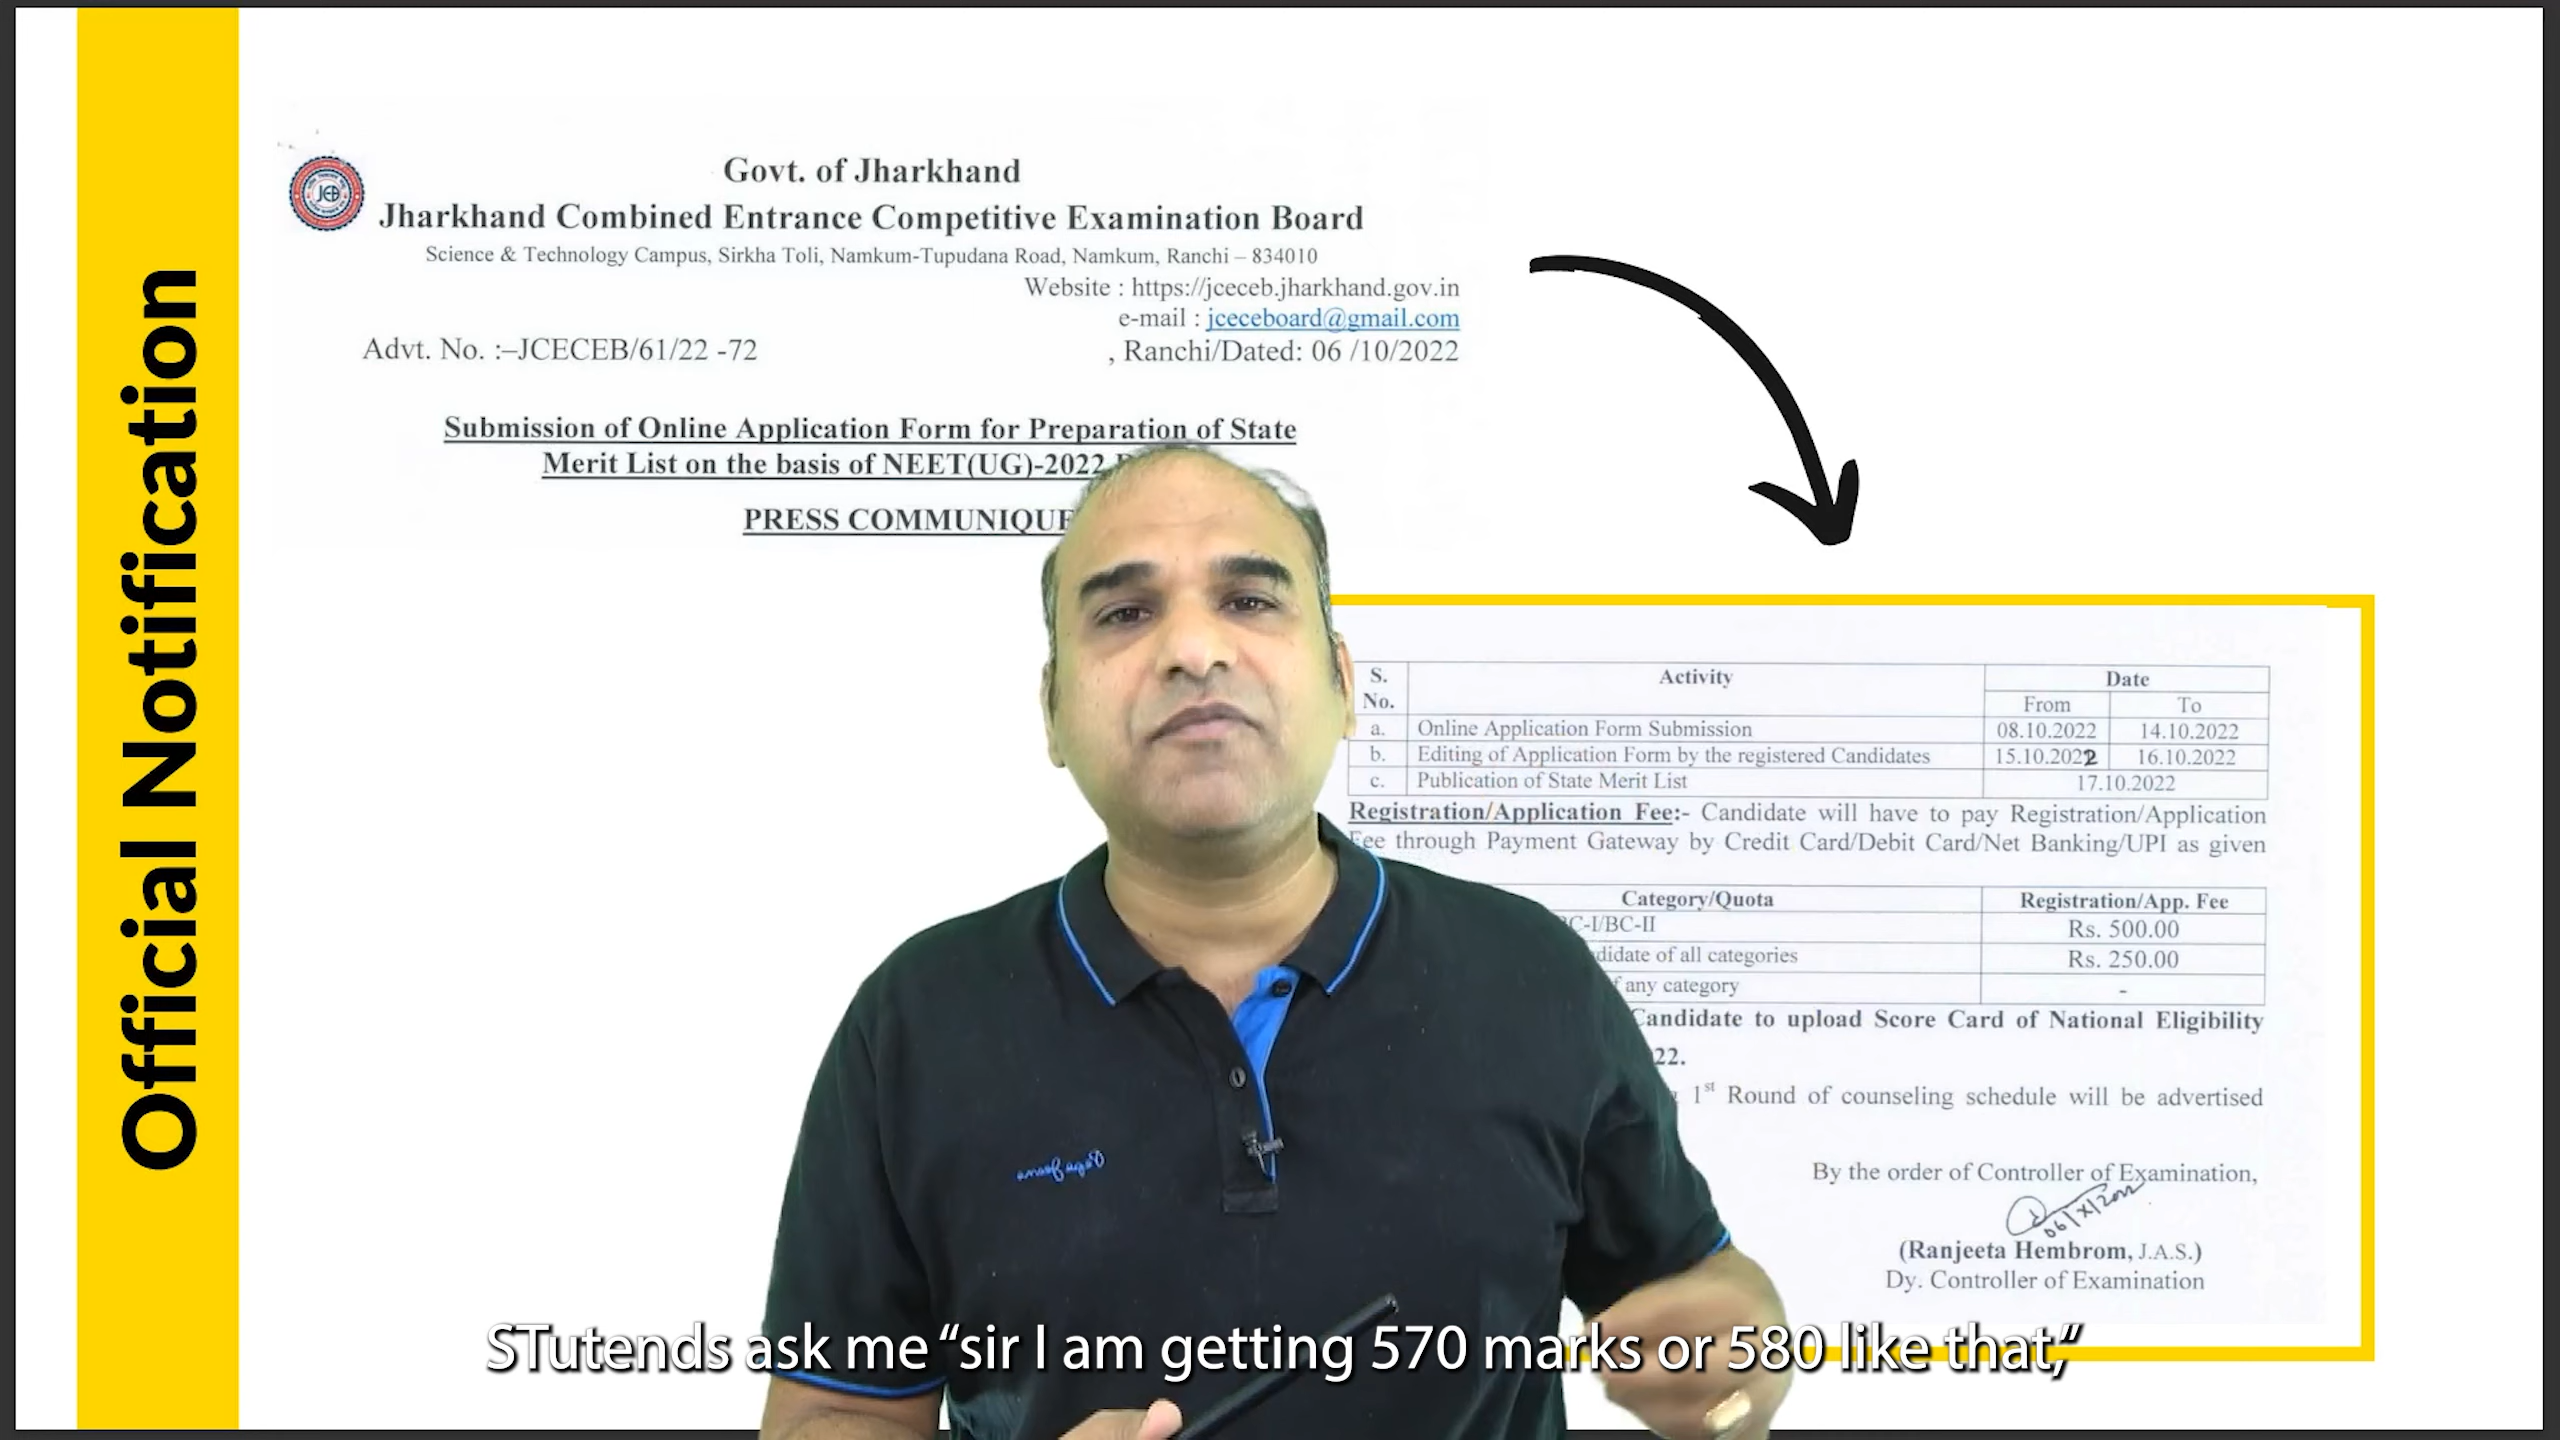 Official Notification
JCEB
Govt. of Jharkhand
Jharkhand Combined Entrance Competitive Examination Board
Science & Technology Campus, Sirkha Toli, Namkum-Tupudana Road, Namkum, Ranchi – 834010
Website : https://jceceb.jharkhand.gov.in
e-mail : jceceboard@gmail.com
Advt. No. :–JCECEB/61/22 -72 , Ranchi/Dated: 06 /10/2022
Submission of Online Application Form for Preparation of State
Merit List on the basis of NEET(UG)-2022
PRESS COMMUNIQUE
S. No. Activity Date
From To
a. Online Application Form Submission 08.10.2022 14.10.2022
b. Editing of Application Form by the registered Candidates 15.10.2022 16.10.2022
c. Publication of State Merit List 17.10.2022
Registration/Application Fee:- Candidate will have to pay Registration/Application
Fee through Payment Gateway by Credit Card/Debit Card/Net Banking/UPI as given
Category/Quota Registration/App. Fee
BC-I/BC-II Rs. 500.00
didate of all categories Rs. 250.00
any category -
Candidate to upload Score Card of National Eligibility
22.
1st Round of counseling schedule will be advertised
By the order of Controller of Examination,
06/X/2022
(Ranjeeta Hembrom, J.A.S.)
Dy. Controller of Examination
STutends ask me “sir I am getting 570 marks or 580 like that,”